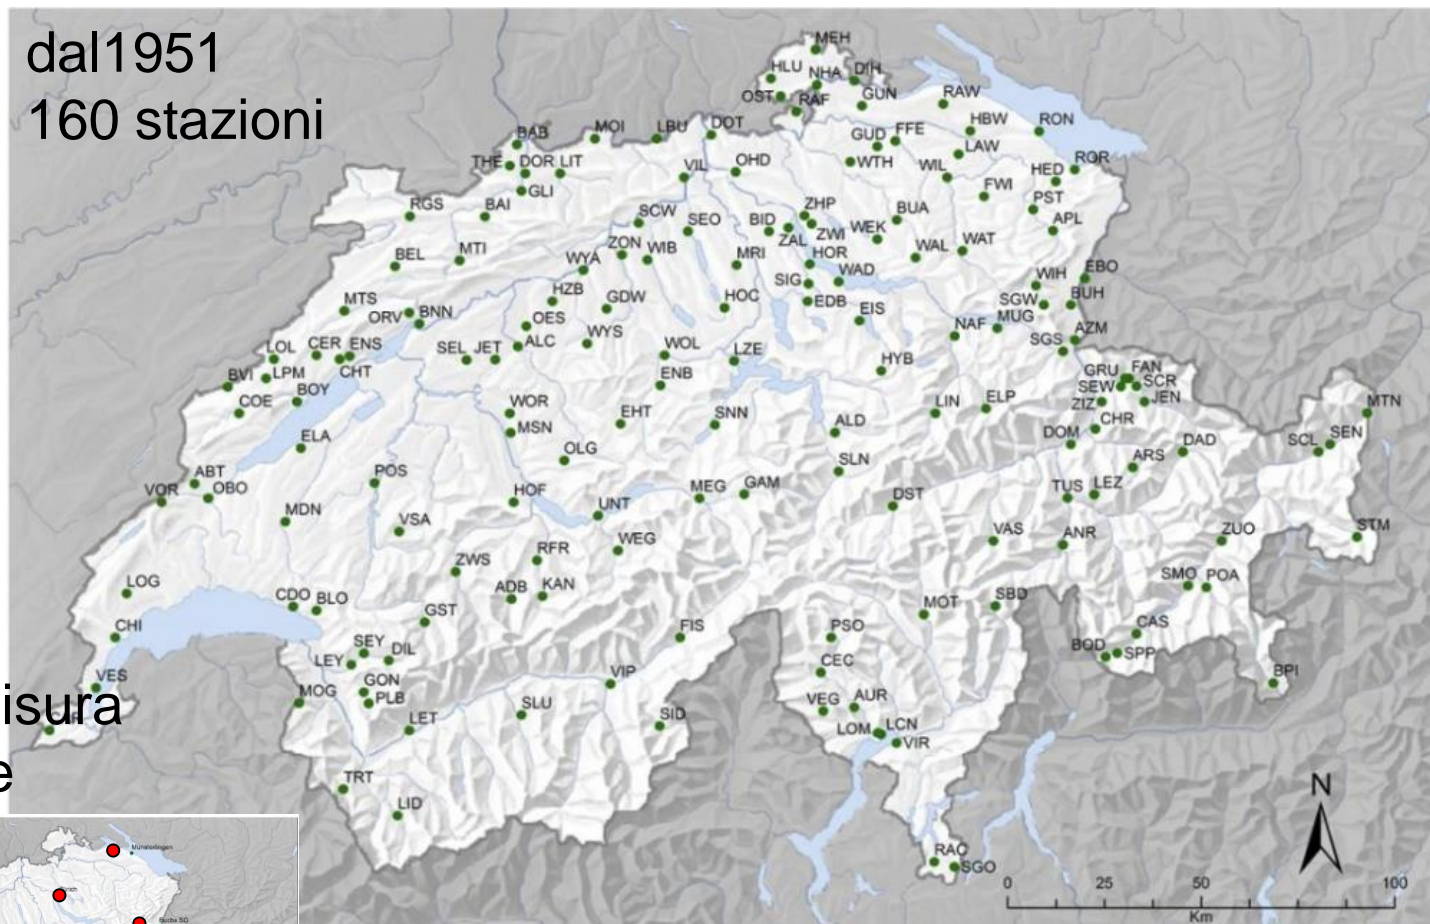 dal1951
160 stazioni
MEH
HLU
NHA
DIH
OST
RAF
GUN
RAW
BAB
MOI
LBU
DOT
GUD
FFE
HBW
RON
THE
DOR
LIT
VIL
OHD
WTH
LAW
WIL
HED
ROR
GLI
FWI
PST
RGS
BAI
SCW
SEO
BID
ZHP
ZAL
ZWI
WEK
BUA
APL
BEL
MTI
WYA
ZON
WIB
MRI
HOR
WAL
WAT
SIG
WAD
WIH
EBO
MTS
ORV
BNN
HZB
GDW
HOC
EDB
EIS
SGW
BUH
MUG
OES
NAF
AZM
LOL
CER
ENS
SEL
JET
ALC
WYS
WOL
LZE
HYB
SGS
BVI
LPM
CHT
ENB
GRU
FAN
SEW
SCR
COE
BOY
WOR
EHT
SNN
ALD
LIN
ELP
ZIZ
JEN
MTN
ELA
MSN
OLG
DOM
CHR
DAD
SCL
SEN
SLN
ARS
ABT
POS
VOR
OBO
HOF
MEG
GAM
DST
TUS
LEZ
MDN
VSA
UNT
WEG
VAS
ANR
ZUO
STM
ZWS
RFR
LOG
CDO
BLO
ADB
KAN
SMO
POA
CHI
GST
FIS
PSO
MOT
SBD
CAS
SEY
DIL
LEY
BOD
SPP
VES
GON
CEC
VIP
BPI
isura
MOG
PLB
SLU
VEG
AUR
LET
SID
LOM
LCN
VIR
e
TRT
LID
N
RAC
SGO
0 25 50 100
Km
Buchs SG